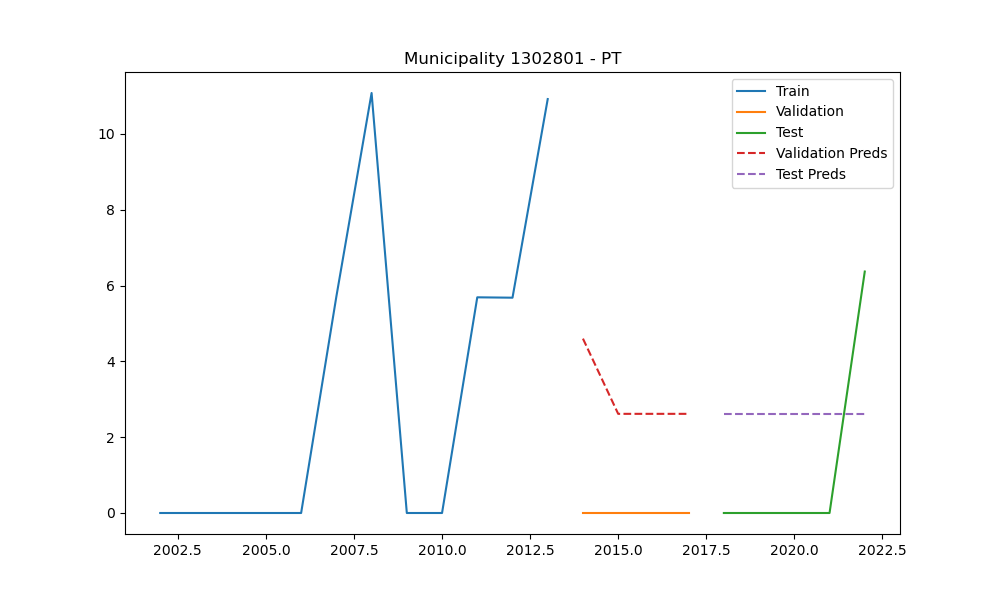 Municipality 1302801 - PT
Train
Validation
Test
Validation Preds
Test Preds
10
8
6
4
2
0
2002.5 2005.0 2007.5 2010.0 2012.5 2015.0 2017.5 2020.0 2022.5